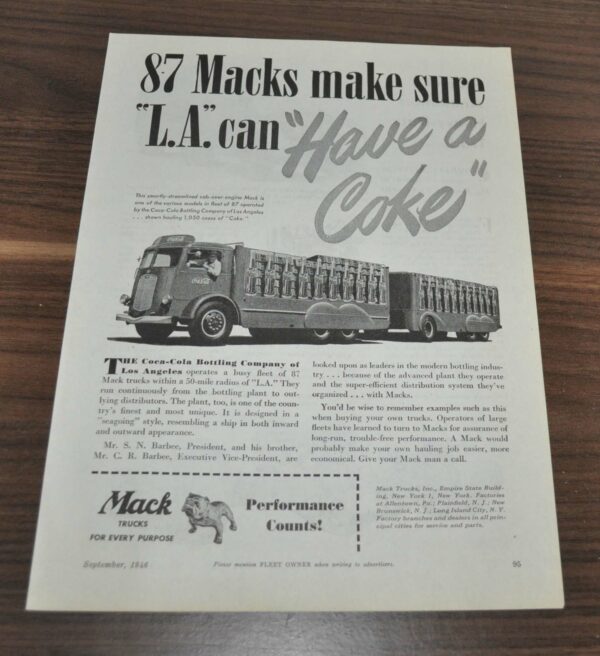 87 Macks make sure
"L.A." can "Have a
Coke"
This smartly-streamlined cab-over-engine Mack is
one of the various models in fleet of 87 operated
by the Coca-Cola Bottling Company of Los Angeles
. . . shown hauling 1,050 cases of "Coke."
THE Coca-Cola Bottling Company of
Los Angeles operates a busy fleet of 87
Mack trucks within a 50-mile radius of "L.A." They
run continuously from the bottling plant to out-
lying distributors. The plant, too, is one of the coun-
try's finest and most unique. It is designed in a
"seagoing" style, resembling a ship in both inward
and outward appearance.
Mr. S. N. Barbee, President, and his brother,
Mr. C. R. Barbee, Executive Vice-President, are
looked upon as leaders in the modern bottling indus-
try . . . because of the advanced plant they operate
and the super-efficient distribution system they've
organized . . . with Macks.
You'd be wise to remember examples such as this
when buying your own trucks. Operators of large
fleets have learned to turn to Macks for assurance of
long-run, trouble-free performance. A Mack would
probably make your own hauling job easier, more
economical. Give your Mack man a call.
Mack
TRUCKS
FOR EVERY PURPOSE
Performance
Counts!
Mack Trucks, Inc., Empire State Build-
ing, New York 1, New York. Factories
at Allentown, Pa.; Plainfield, N. J.; New
Brunswick, N. J.; Long Island City, N. Y.
Factory branches and dealers in all prin-
cipal cities for service and parts.
September, 1946
Please mention FLEET OWNER when writing to advertisers.
95